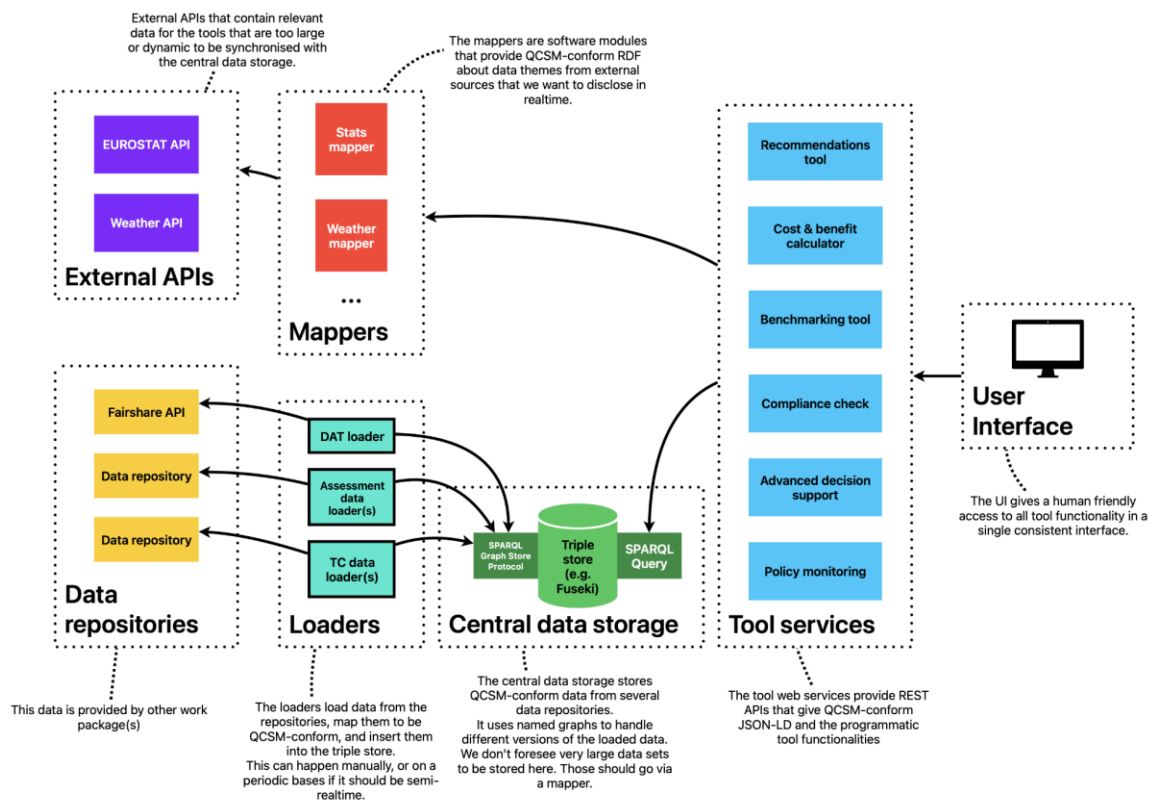 External APIs that contain relevant
data for the tools that are too large
or dynamic to be synchronised with
the central data storage.
The mappers are software modules
that provide QCSM-conform RDF
about data themes from external
sources that we want to disclose in
realtime.
EUROSTAT API
Weather API
External APIs
Stats
mapper
Weather
mapper
...
Mappers
Recommendations
tool
Cost & benefit
calculator
Benchmarking tool
Compliance check
Advanced decision
support
Policy monitoring
Tool services
User
Interface
The UI gives a human friendly
access to all tool functionality in a
single consistent interface.
Fairshare API
Data repository
Data repository
Data
repositories
DAT loader
Assessment
data
loader(s)
TC data
loader(s)
Loaders
SPARQL
Graph Store
Protocol
Triple
store
(e.g.
Fuseki)
SPARQL
Query
Central data storage
This data is provided by other work
package(s)
The loaders load data from the
repositories, map them to be
QCSM-conform, and insert them
into the triple store.
This can happen manually, or on
a periodic bases if it should be semi-
realtime.
The central data storage stores
QCSM-conform data from several
data repositories.
It uses named graphs to handle
different versions of the loaded data.
We don't foresee very large data sets
to be stored here. Those should go via
a mapper.
The tool web services provide REST
APIs that give QCSM-conform
JSON-LD and the programmatic
tool functionalities